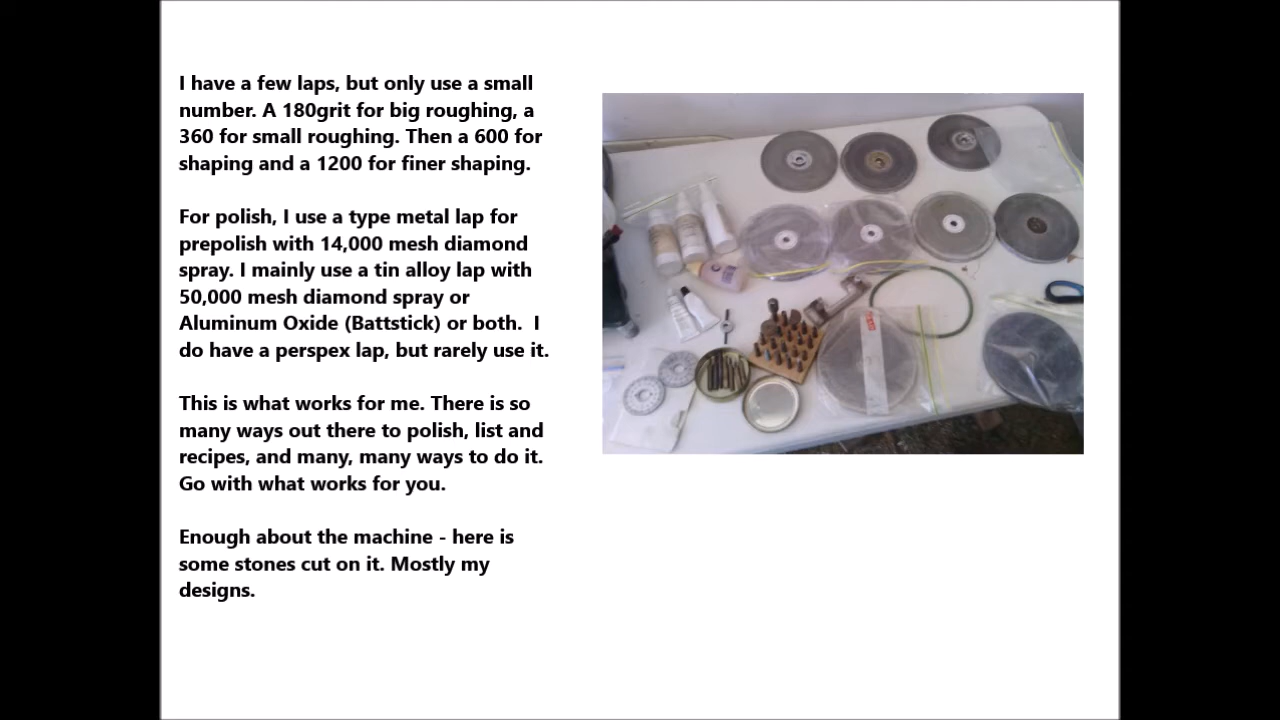 I have a few laps, but only use a small
number. A 180grit for big roughing, a
360 for small roughing. Then a 600 for
shaping and a 1200 for finer shaping.
For polish, I use a type metal lap for
prepolish with 14,000 mesh diamond
spray. I mainly use a tin alloy lap with
50,000 mesh diamond spray or
Aluminum Oxide (Battstick) or both.  I
do have a perspex lap, but rarely use it.
This is what works for me. There is so
many ways out there to polish, list and
recipes, and many, many ways to do it.
Go with what works for you.
Enough about the machine - here is
some stones cut on it. Mostly my
designs.